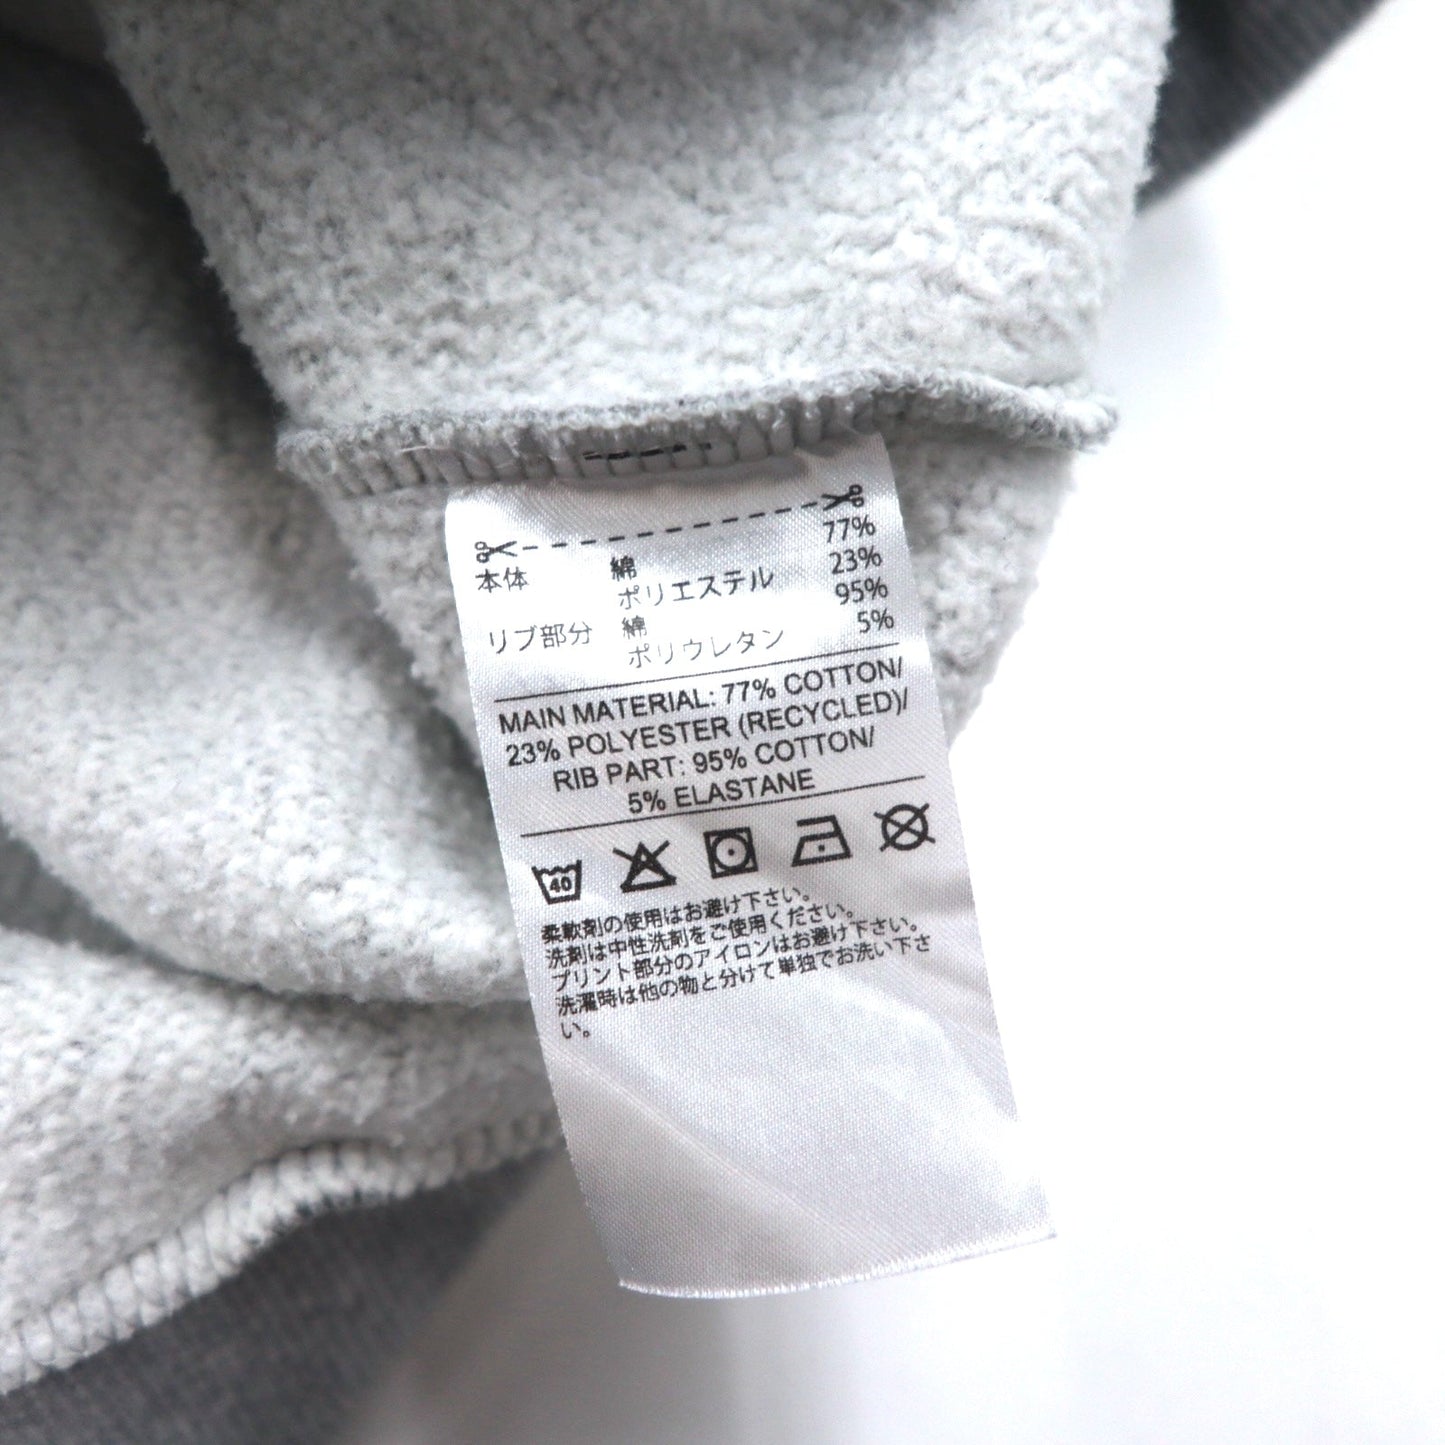 本体 綿 77%
ポリエステル 23%
リブ部分 綿 95%
ポリウレタン 5%
MAIN MATERIAL: 77% COTTON/
23% POLYESTER (RECYCLED)/
RIB PART: 95% COTTON/
5% ELASTANE
40
柔軟剤の使用はお避け下さい。
洗剤は中性洗剤をご使用ください。
プリント部分のアイロンはお避け下さい。
洗濯時は他の物と分けて単独でお洗い下さ
い。